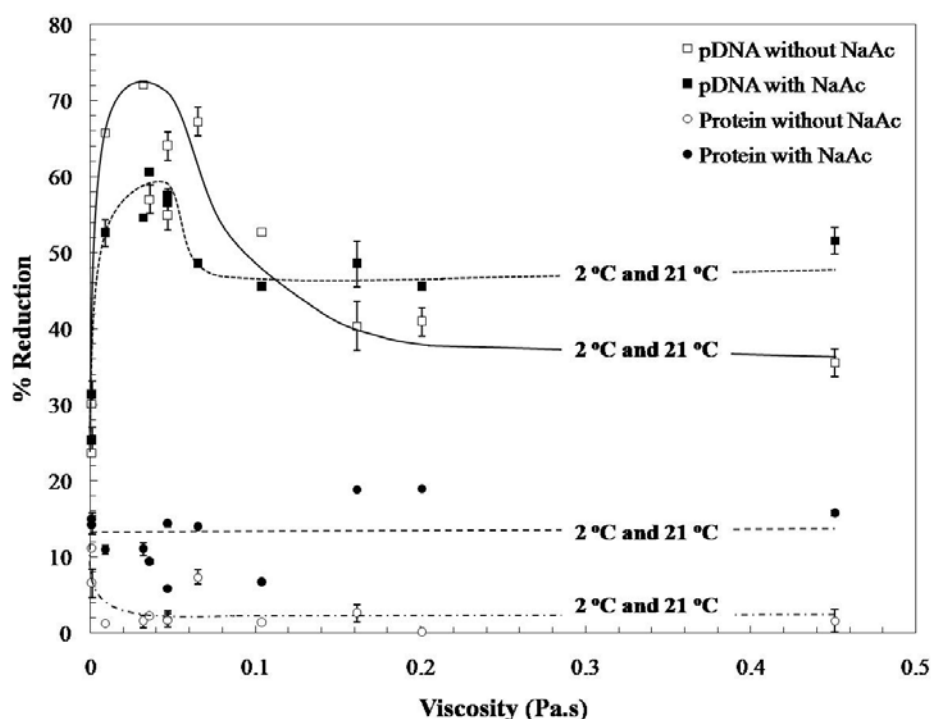 80
70
60
50
40
30
20
10
0
% Reduction
pDNA without NaAc
pDNA with NaAc
Protein without NaAc
Protein with NaAc
2 ºC and 21 ºC
2 ºC and 21 ºC
2 ºC and 21 ºC
2 ºC and 21 ºC
0 0.1 0.2 0.3 0.4 0.5
Viscosity (Pa.s)